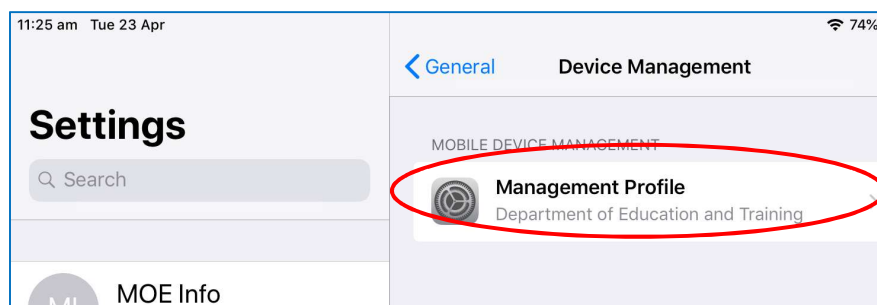 11:25 am Tue 23 Apr
74%
General
Device Management
Settings
Search
MOBILE DEVICE MANAGEMENT
Management Profile
Department of Education and Training
MOE Info
MI